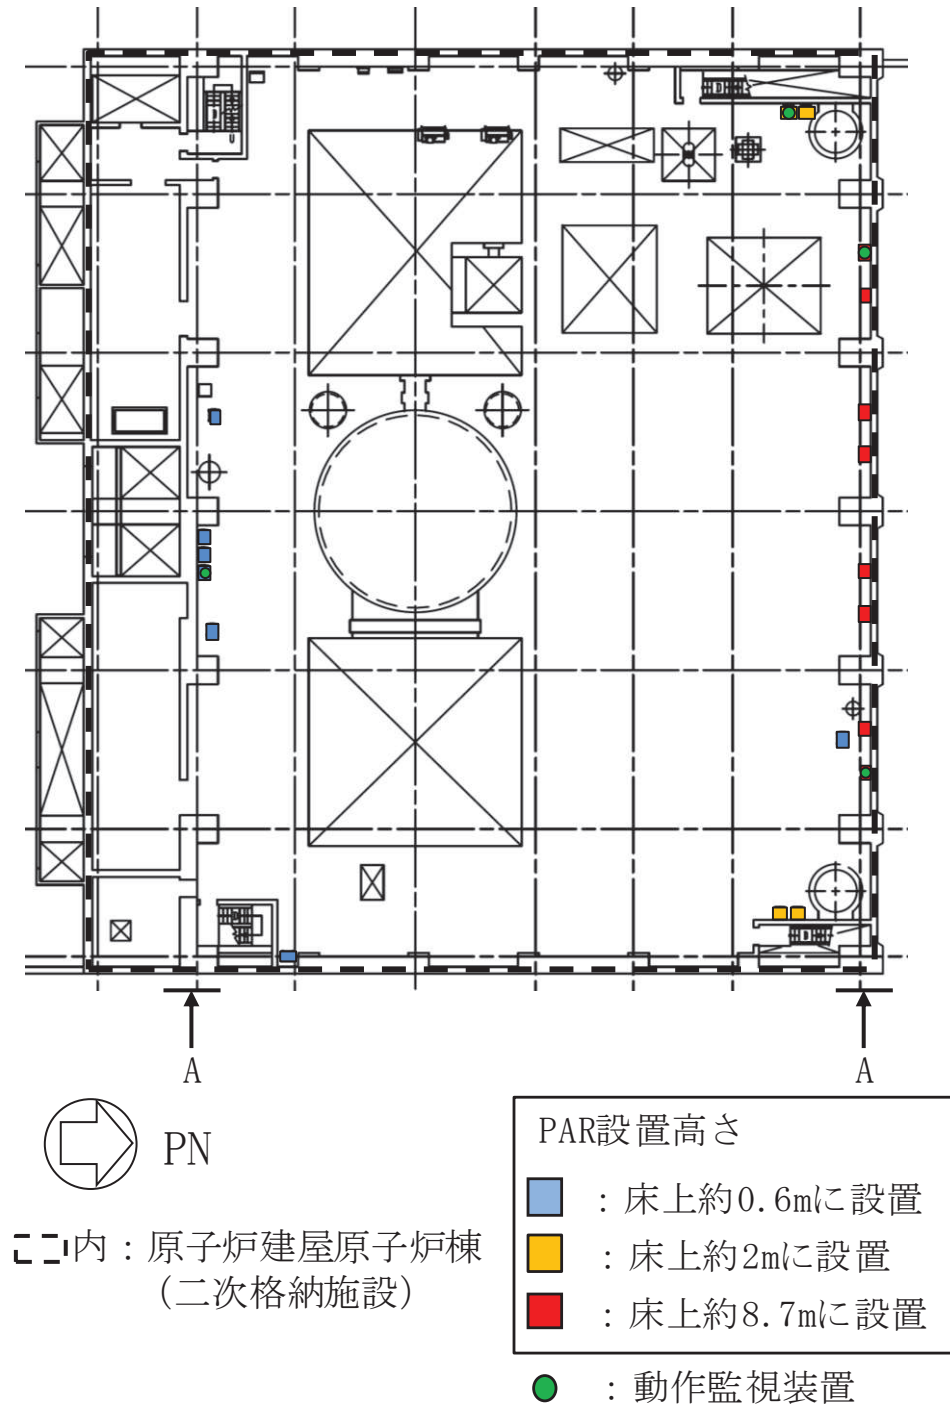 A
A
PN
内：原子炉建屋原子炉棟
（二次格納施設）
PAR設置高さ
：床上約0.6mに設置
：床上約2mに設置
：床上約8.7mに設置
：動作監視装置